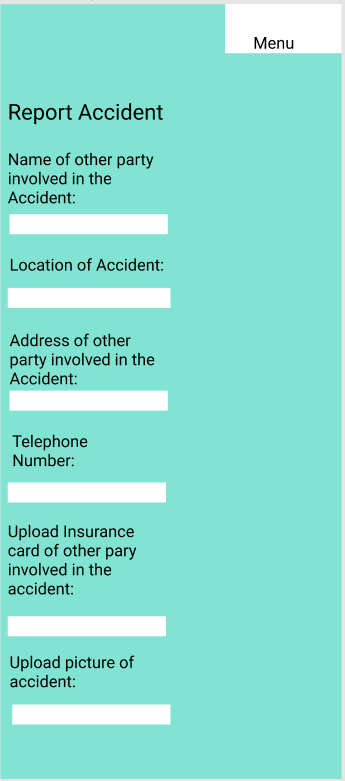 Menu
Report Accident
Name of other party
involved in the
Accident:
Location of Accident:
Address of other
party involved in the
Accident:
Telephone
Number:
Upload Insurance
card of other pary
involved in the
accident:
Upload picture of
accident: